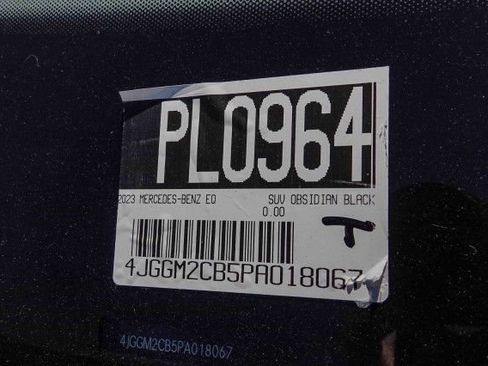 PL0964
2023 MERCEDES-BENZ EQ SUV OBSIDIAN BLACK
0.00
T
4JGGM2CB5PA018067
4JGGM2CB5PA018067